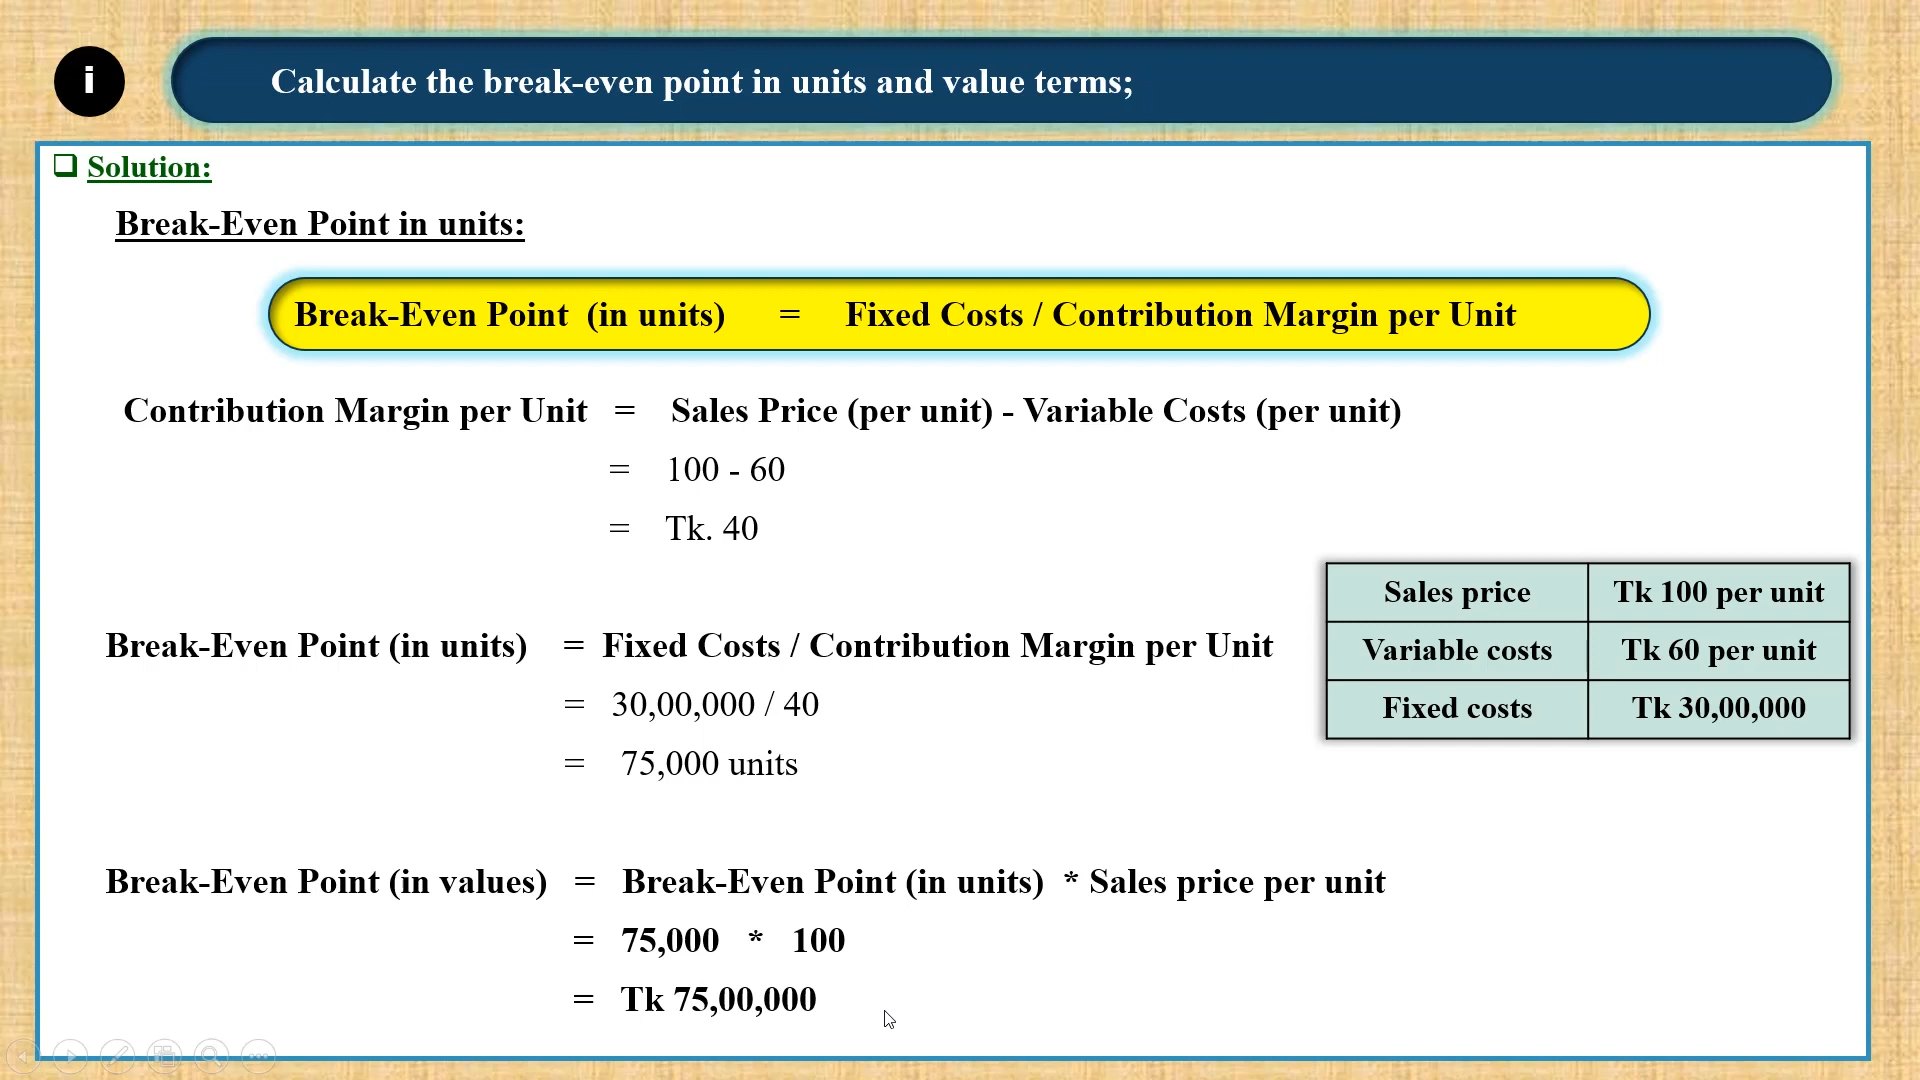 i
Calculate the break-even point in units and value terms;
❑ Solution:
Break-Even Point in units:
Break-Even Point (in units) = Fixed Costs / Contribution Margin per Unit
Contribution Margin per Unit = Sales Price (per unit) - Variable Costs (per unit)
= 100 - 60
= Tk. 40
Sales price Tk 100 per unit
Variable costs Tk 60 per unit
Fixed costs Tk 30,00,000
Break-Even Point (in units) = Fixed Costs / Contribution Margin per Unit
= 30,00,000 / 40
= 75,000 units
Break-Even Point (in values) = Break-Even Point (in units) * Sales price per unit
= 75,000 * 100
= Tk 75,00,000